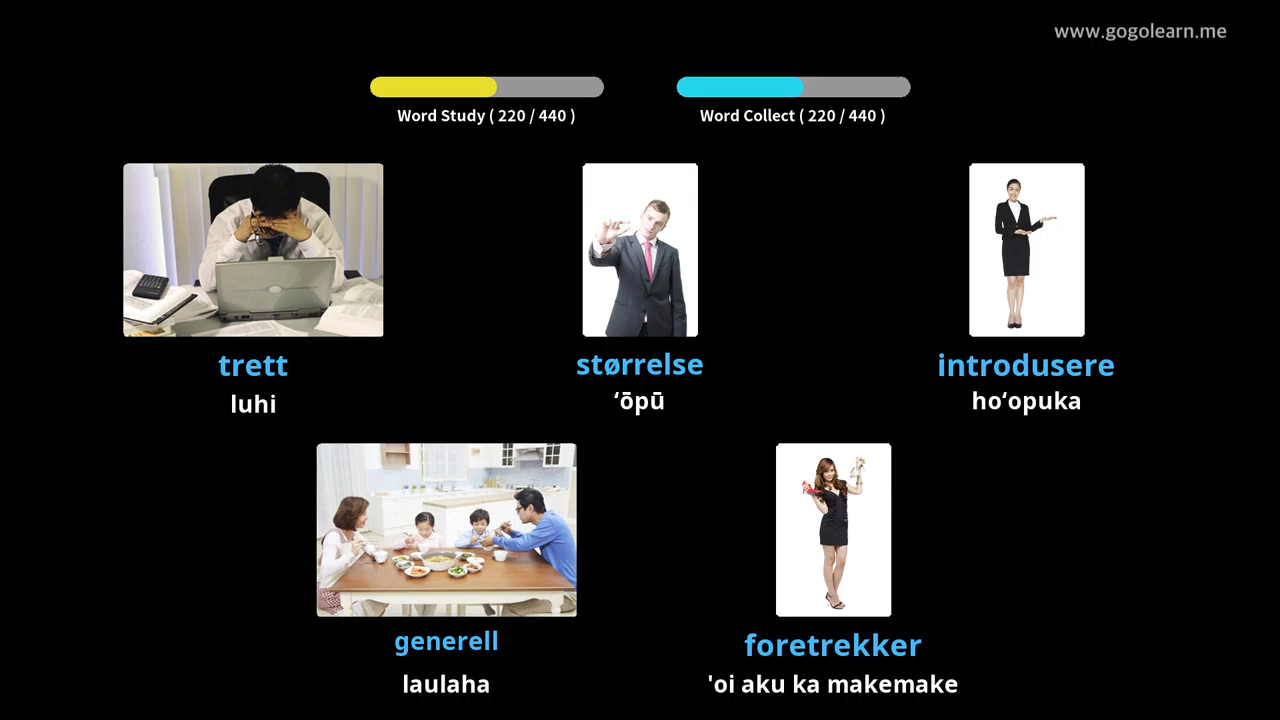 www.gogolearn.me
Word Study ( 220 / 440 )
Word Collect ( 220 / 440 )
trett
luhi
størrelse
ʻōpū
introdusere
hoʻopuka
generell
laulaha
foretrekker
'oi aku ka makemake